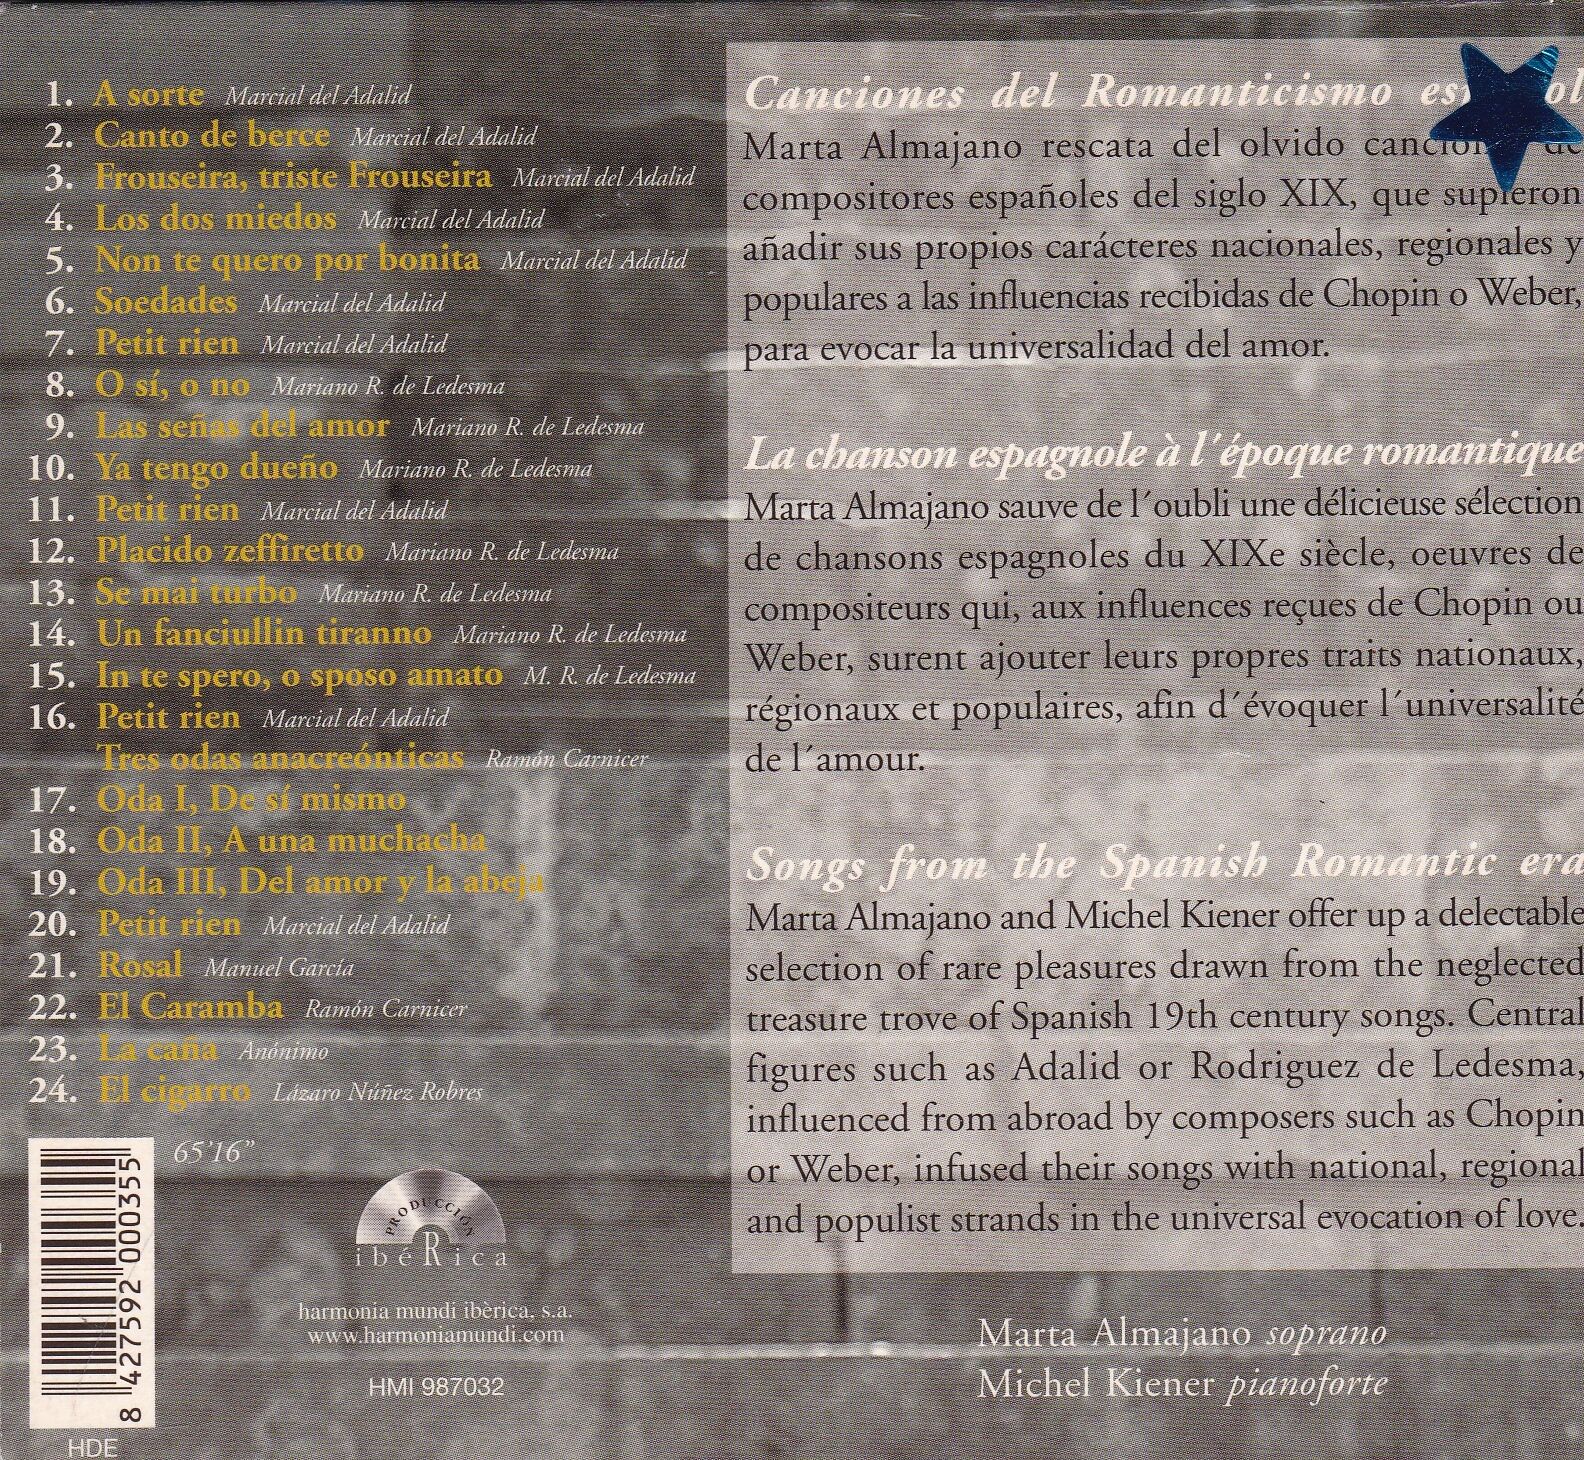 1. A sorte Marcial del Adalid
2. Canto de berce Marcial del Adalid
3. Frouseira, triste Frouseira Marcial del Adalid
4. Los dos miedos Marcial del Adalid
5. Non te quero por bonita Marcial del Adalid
6. Soedades Marcial del Adalid
7. Petit rien Marcial del Adalid
8. O sí, o no Mariano R. de Ledesma
9. Las señas del amor Mariano R. de Ledesma
10. Ya tengo dueño Mariano R. de Ledesma
11. Petit rien Marcial del Adalid
12. Placido zeffiretto Mariano R. de Ledesma
13. Se mai turbo Mariano R. de Ledesma
14. Un fanciullin tiranno Mariano R. de Ledesma
15. In te spero, o sposo amato M. R. de Ledesma
16. Petit rien Marcial del Adalid
Tres odas anacreónticas Ramón Carnicer
17. Oda I, De sí mismo
18. Oda II, A una muchacha
19. Oda III, Del amor y la abeja
20. Petit rien Marcial del Adalid
21. Rosal Manuel García
22. El Caramba Ramón Carnicer
23. La caña Anónimo
24. El cigarro Lázaro Núñez Robres
65'16"
8 427592 000355
HDE
PRODUCCIÓN
ibéRica
harmonia mundi ibèrica, s.a.
www.harmoniamundi.com
HMI 987032
Canciones del Romanticismo
Marta Almajano rescata del olvido
compositores españoles del siglo XIX, que supieron
añadir sus propios carácteres nacionales, regionales y
populares a las influencias recibidas de Chopin o Weber,
para evocar la universalidad del amor.
La chanson espagnole à l´époque romantique
Marta Almajano sauve de l´oubli une délicieuse sélection
de chansons espagnoles du XIXe siècle, oeuvres de
compositeurs qui, aux influences reçues de Chopin ou
Weber, surent ajouter leurs propres traits nationaux,
régionaux et populaires, afin d´évoquer l´universalité
de l´amour.
Songs from the Spanish Romantic era
Marta Almajano and Michel Kiener offer up a delectable
selection of rare pleasures drawn from the neglected
treasure trove of Spanish 19th century songs. Central
figures such as Adalid or Rodriguez de Ledesma,
influenced from abroad by composers such as Chopin
or Weber, infused their songs with national, regional
and populist strands in the universal evocation of love.
Marta Almajano soprano
Michel Kiener pianoforte